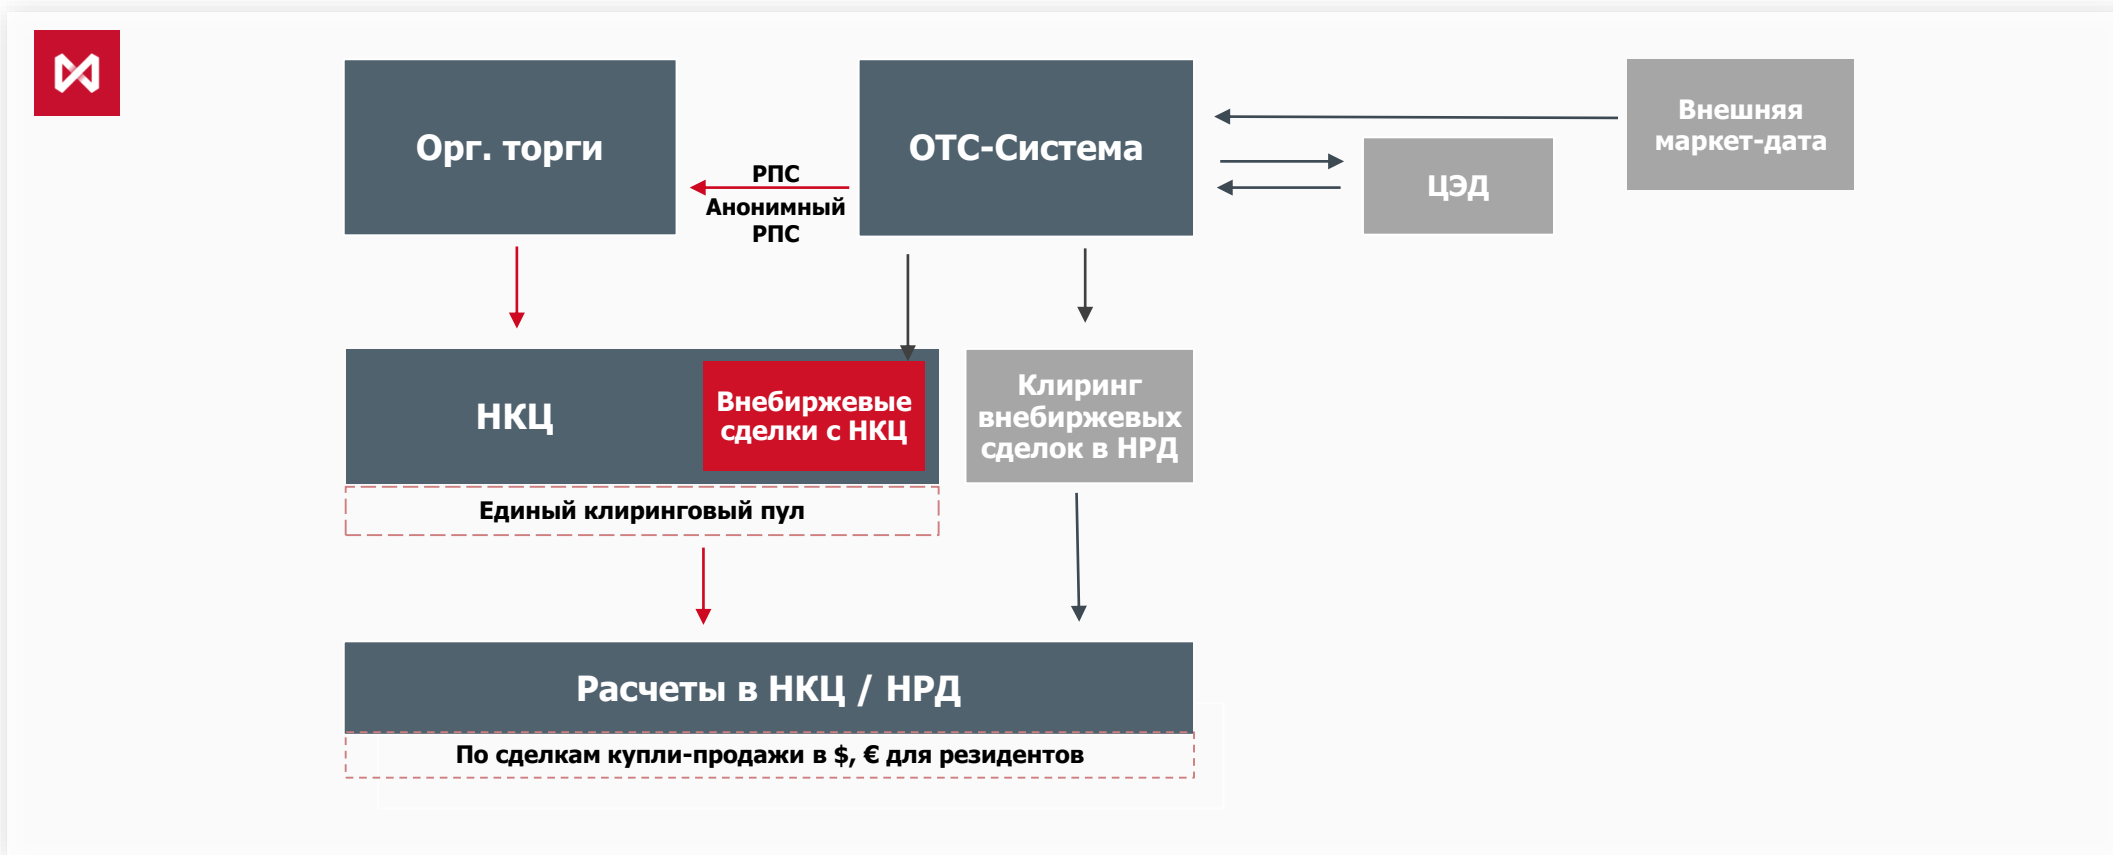 Орг. торги
ОТС-Система
Внешняя
маркет-дата
РПС
Анонимный
РПС
ЦЭД
НКЦ
Внебиржевые
сделки с НКЦ
Клиринг
внебиржевых
сделок в НРД
Единый клиринговый пул
Расчеты в НКЦ / НРД
По сделкам купли-продажи в $, € для резидентов